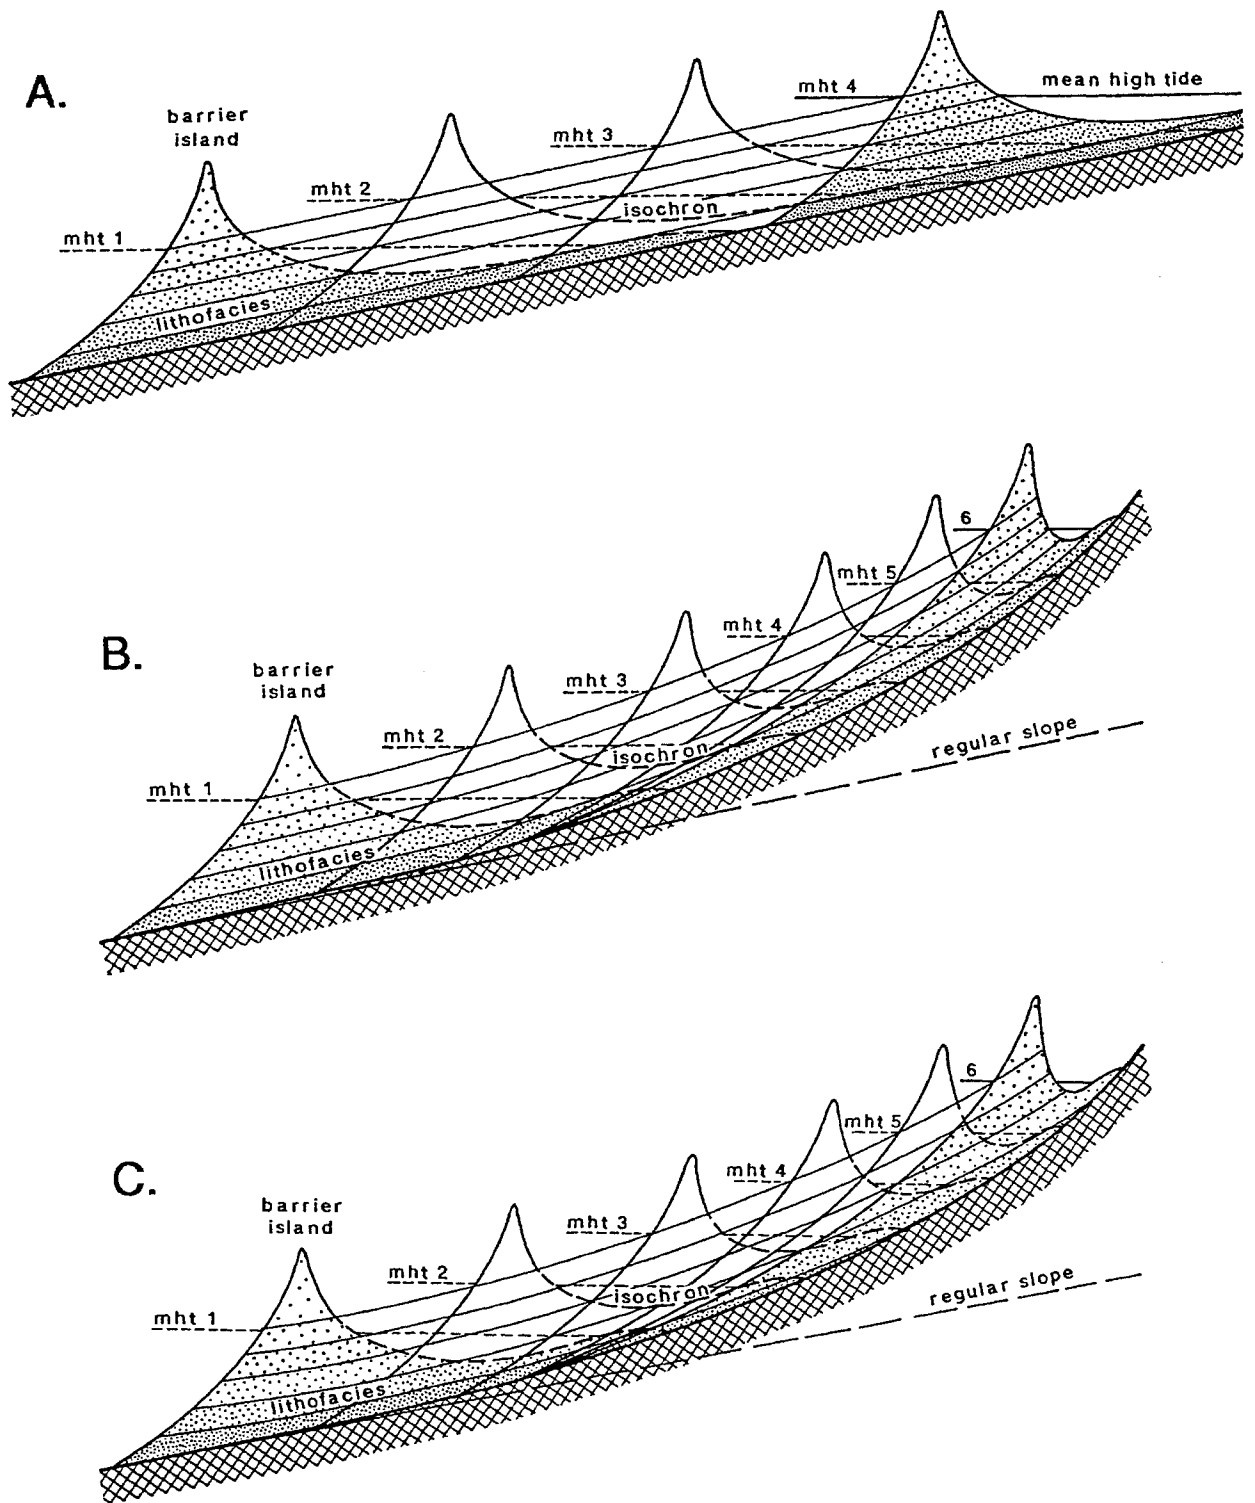 A.
mht 4
mean high tide
barrier
island
mht 3
mht 2
isochron
mht 1
lithofacies
6
mht 5
B.
mht 4
barrier
island
mht 3
regular slope
mht 2
isochron
mht 1
lithofacies
6
mht 5
C.
mht 4
barrier
island
mht 3
mht 2
isochron
regular slope
mht 1
lithofacies